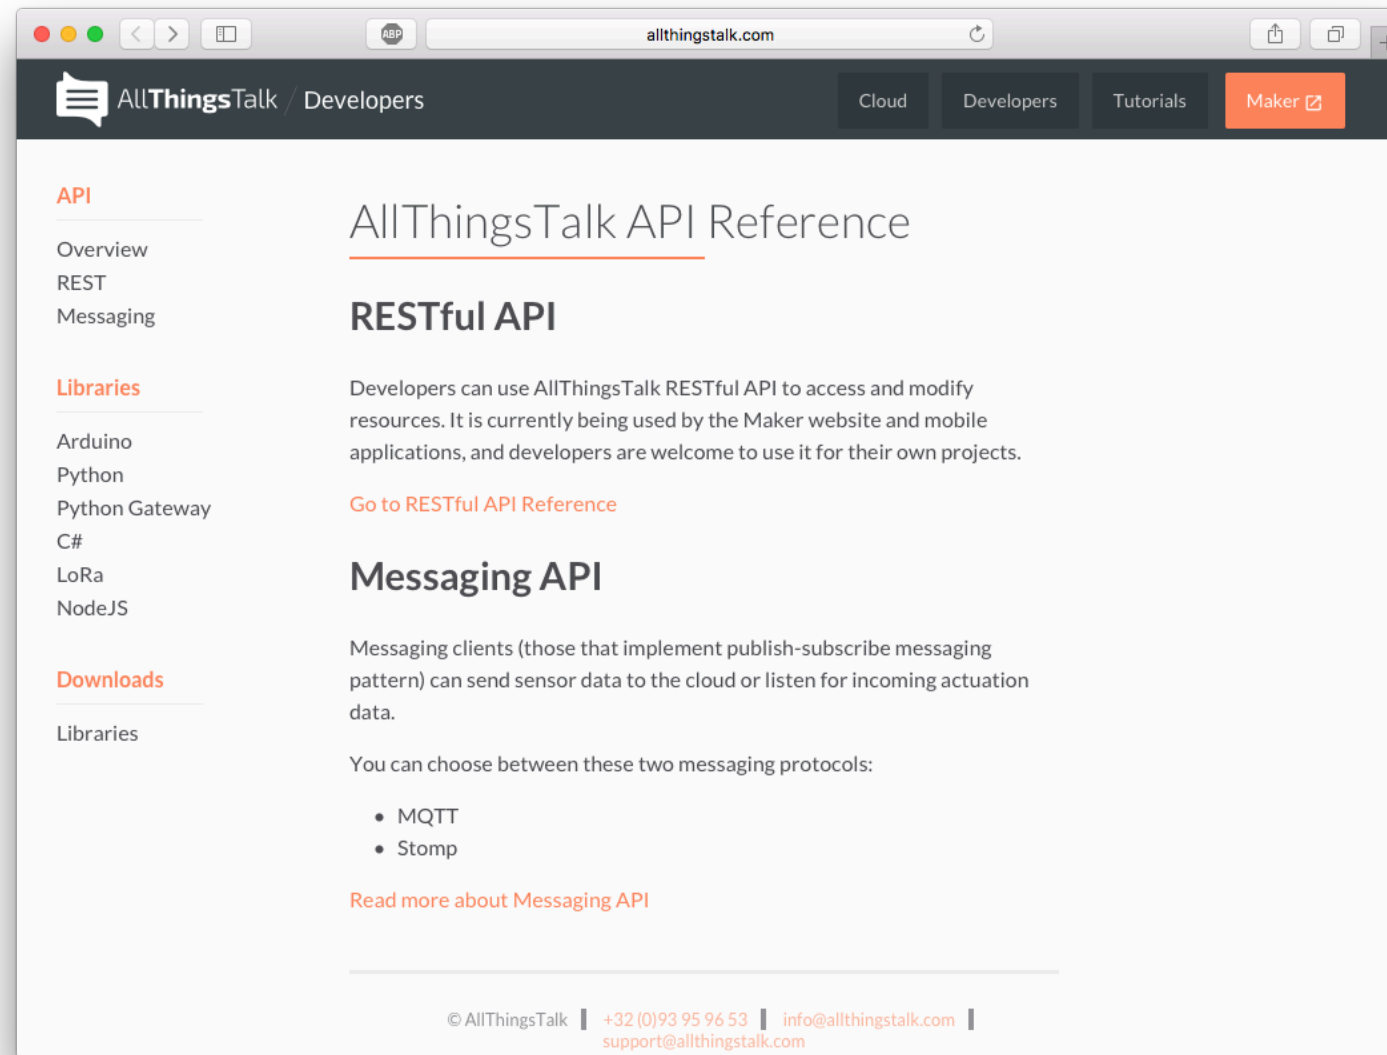 ABP
allthingstalk.com
AllThingsTalk / Developers
Cloud
Developers
Tutorials
Maker
API
Overview
REST
Messaging
Libraries
Arduino
Python
Python Gateway
C#
LoRa
NodeJS
Downloads
Libraries
AllThingsTalk API Reference
RESTful API
Developers can use AllThingsTalk RESTful API to access and modify
resources. It is currently being used by the Maker website and mobile
applications, and developers are welcome to use it for their own projects.
Go to RESTful API Reference
Messaging API
Messaging clients (those that implement publish-subscribe messaging
pattern) can send sensor data to the cloud or listen for incoming actuation
data.
You can choose between these two messaging protocols:
• MQTT
• Stomp
Read more about Messaging API
© AllThingsTalk | +32 (0)93 95 96 53 | info@allthingstalk.com |
support@allthingstalk.com